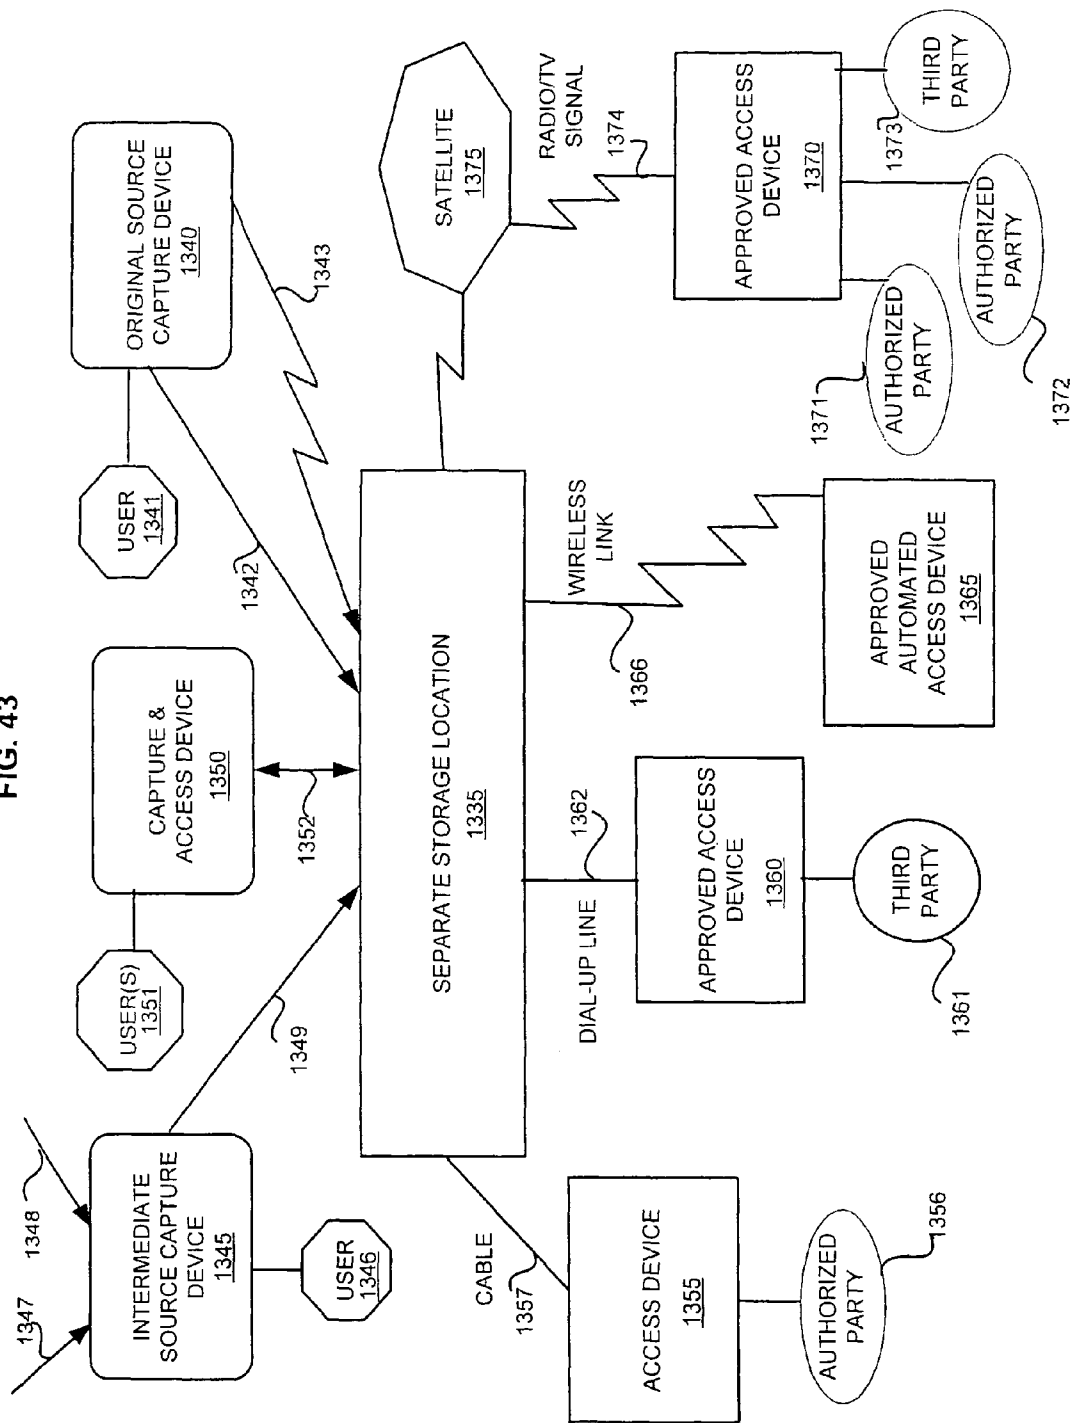 FIG. 43
1347
1348
INTERMEDIATE
SOURCE CAPTURE
DEVICE
1345
USER
1346
1349
USER(S)
1351
CAPTURE &
ACCESS DEVICE
1350
1352
USER
1341
ORIGINAL SOURCE
CAPTURE DEVICE
1340
1342
1343
SEPARATE STORAGE LOCATION
1335
SATELLITE
1375
RADIO/TV
SIGNAL
1374
CABLE
1357
DIAL-UP LINE
1362
WIRELESS
LINK
1366
ACCESS DEVICE
1355
AUTHORIZED
PARTY
1356
APPROVED ACCESS
DEVICE
1360
THIRD
PARTY
1361
APPROVED
AUTOMATED
ACCESS DEVICE
1365
APPROVED ACCESS
DEVICE
1370
1371
AUTHORIZED
PARTY
AUTHORIZED
PARTY
1372
1373
THIRD
PARTY